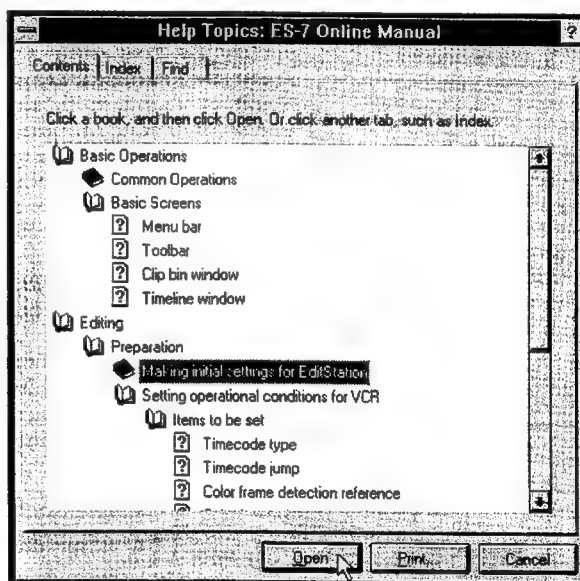 Help Topics: ES-7 Online Manual
?
Contents Index Find
Click a book, and then click Open. Or click another tab, such as Index.
Basic Operations
Common Operations
Basic Screens
? Menu bar
? Toolbar
? Clip bin window
? Timeline window
Editing
Preparation
Making initial settings for EditStation
Setting operational conditions for VCR
Items to be set
? Timecode type
? Timecode jump
? Color frame detection reference
Open Print... Cancel